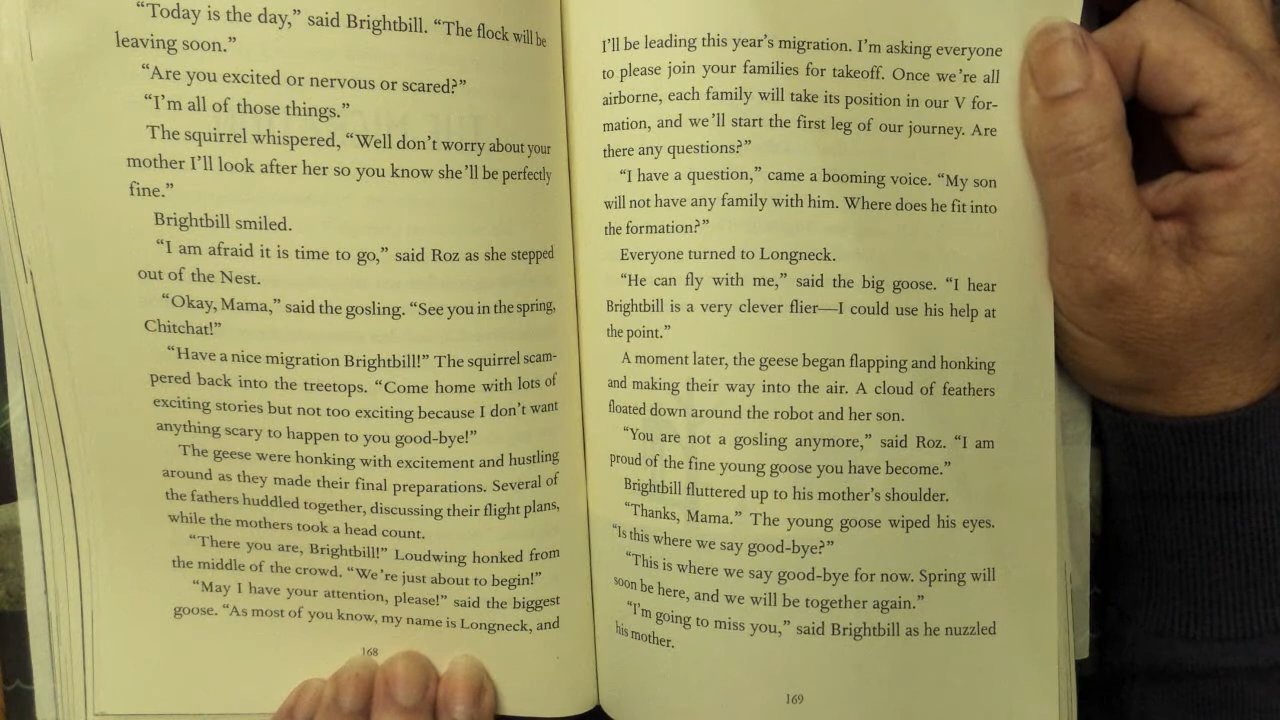 “Today is the day,” said Brightbill. “The flock will be
leaving soon.”
“Are you excited or nervous or scared?”
“I’m all of those things.”
The squirrel whispered, “Well don’t worry about your
mother I’ll look after her so you know she’ll be perfectly
fine.”
Brightbill smiled.
“I am afraid it is time to go,” said Roz as she stepped
out of the Nest.
“Okay, Mama,” said the gosling. “See you in the spring,
Chitchat!”
“Have a nice migration Brightbill!” The squirrel scam-
pered back into the treetops. “Come home with lots of
exciting stories but not too exciting because I don’t want
anything scary to happen to you good-bye!”
The geese were honking with excitement and hustling
around as they made their final preparations. Several of
the fathers huddled together, discussing their flight plans,
while the mothers took a head count.
“There you are, Brightbill!” Loudwing honked from
the middle of the crowd. “We’re just about to begin!”
“May I have your attention, please!” said the biggest
goose. “As most of you know, my name is Longneck, and
168
I’ll be leading this year’s migration. I’m asking everyone
to please join your families for takeoff. Once we’re all
airborne, each family will take its position in our V for-
mation, and we’ll start the first leg of our journey. Are
there any questions?”
“I have a question,” came a booming voice. “My son
will not have any family with him. Where does he fit into
the formation?”
Everyone turned to Longneck.
“He can fly with me,” said the big goose. “I hear
Brightbill is a very clever flier—I could use his help at
the point.”
A moment later, the geese began flapping and honking
and making their way into the air. A cloud of feathers
floated down around the robot and her son.
“You are not a gosling anymore,” said Roz. “I am
proud of the fine young goose you have become.”
Brightbill fluttered up to his mother’s shoulder.
“Thanks, Mama.” The young goose wiped his eyes.
“Is this where we say good-bye?”
“This is where we say good-bye for now. Spring will
soon be here, and we will be together again.”
“I’m going to miss you,” said Brightbill as he nuzzled
his mother.
169